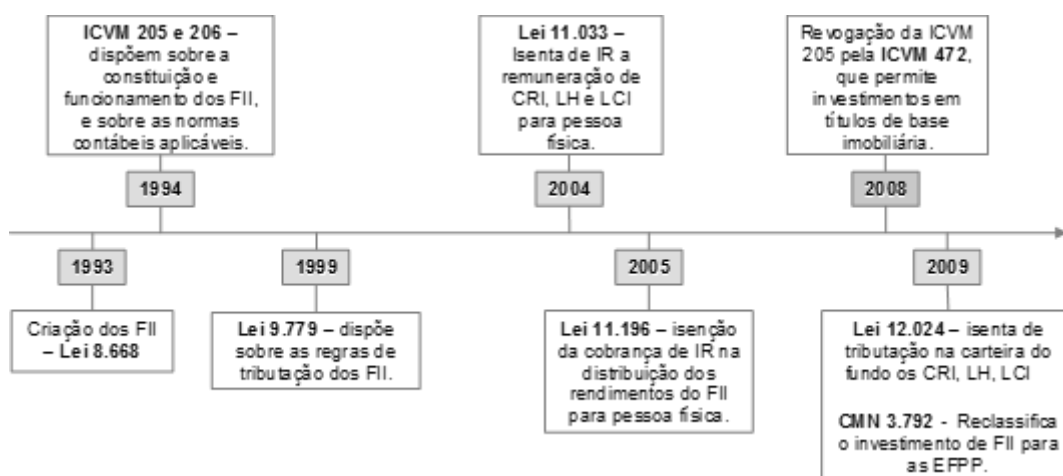 ICVM 205 e 206 –
dispõem sobre a
constituição e
funcionamento dos FII,
e sobre as normas
contábeis aplicáveis.
Lei 11.033 –
Isenta de IR a
remuneração de
CRI, LH e LCI
para pessoa
física.
Revogação da ICVM
205 pela ICVM 472,
que permite
investimentos em
títulos de base
imobiliária.
1994
2004
2008
1993
1999
2005
2009
Criação dos FII
– Lei 8.668
Lei 9.779 – dispõe
sobre as regras de
tributação dos FII.
Lei 11.196 – isenção
da cobrança de IR na
distribuição dos
rendimentos do FII
para pessoa física.
Lei 12.024 – isenta de
tributação na carteira do
fundo os CRI, LH, LCI
CMN 3.792 - Reclassifica
o investimento de FII para
as EFPP.